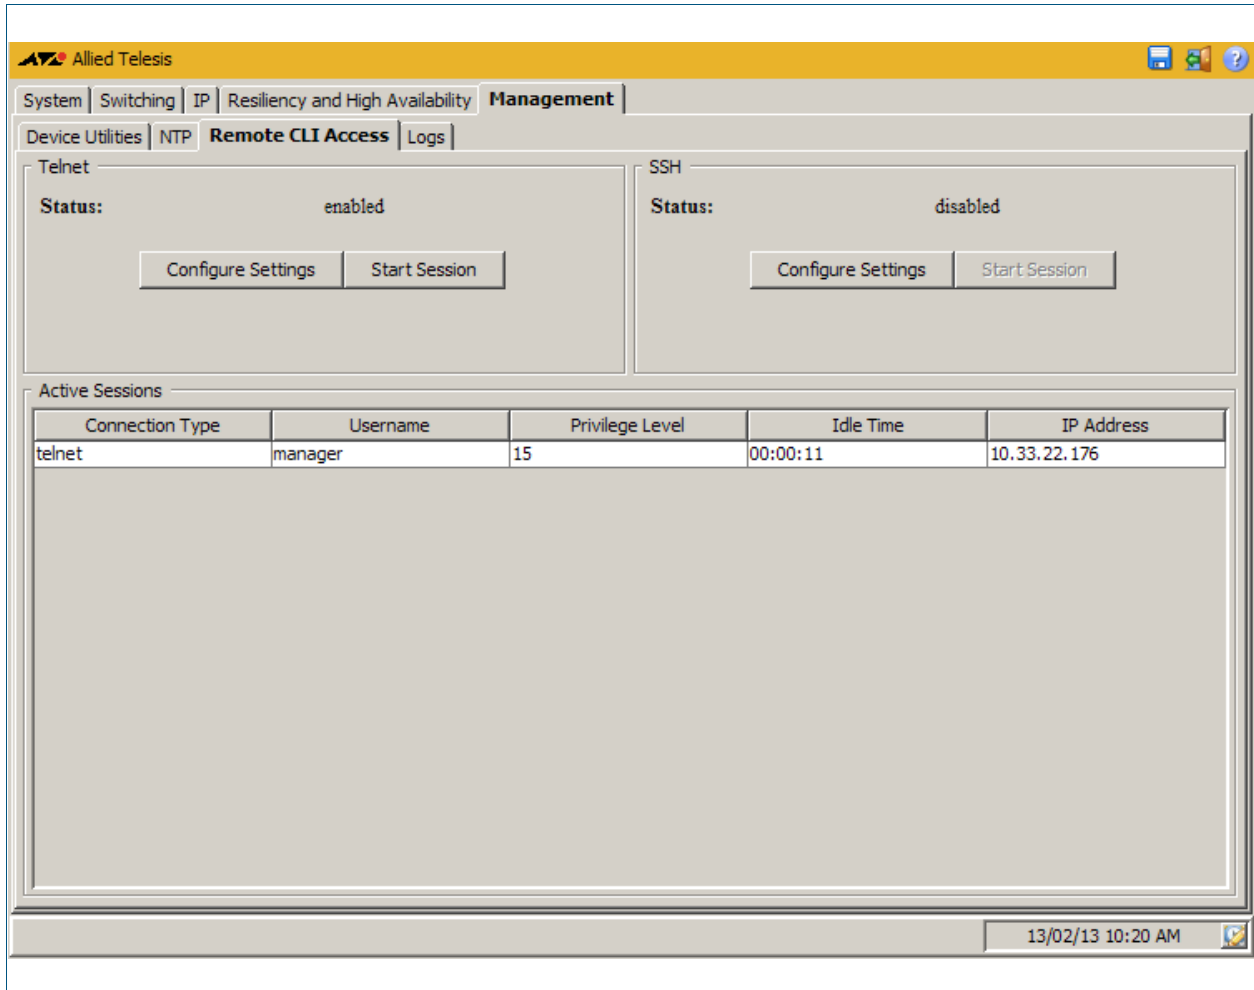 Allied Telesis
System Switching IP Resiliency and High Availability Management
Device Utilities NTP Remote CLI Access Logs
Telnet
Status: enabled
Configure Settings Start Session
SSH
Status: disabled
Configure Settings Start Session
Active Sessions
Connection Type Username Privilege Level Idle Time IP Address
telnet manager 15 00:00:11 10.33.22.176
13/02/13 10:20 AM